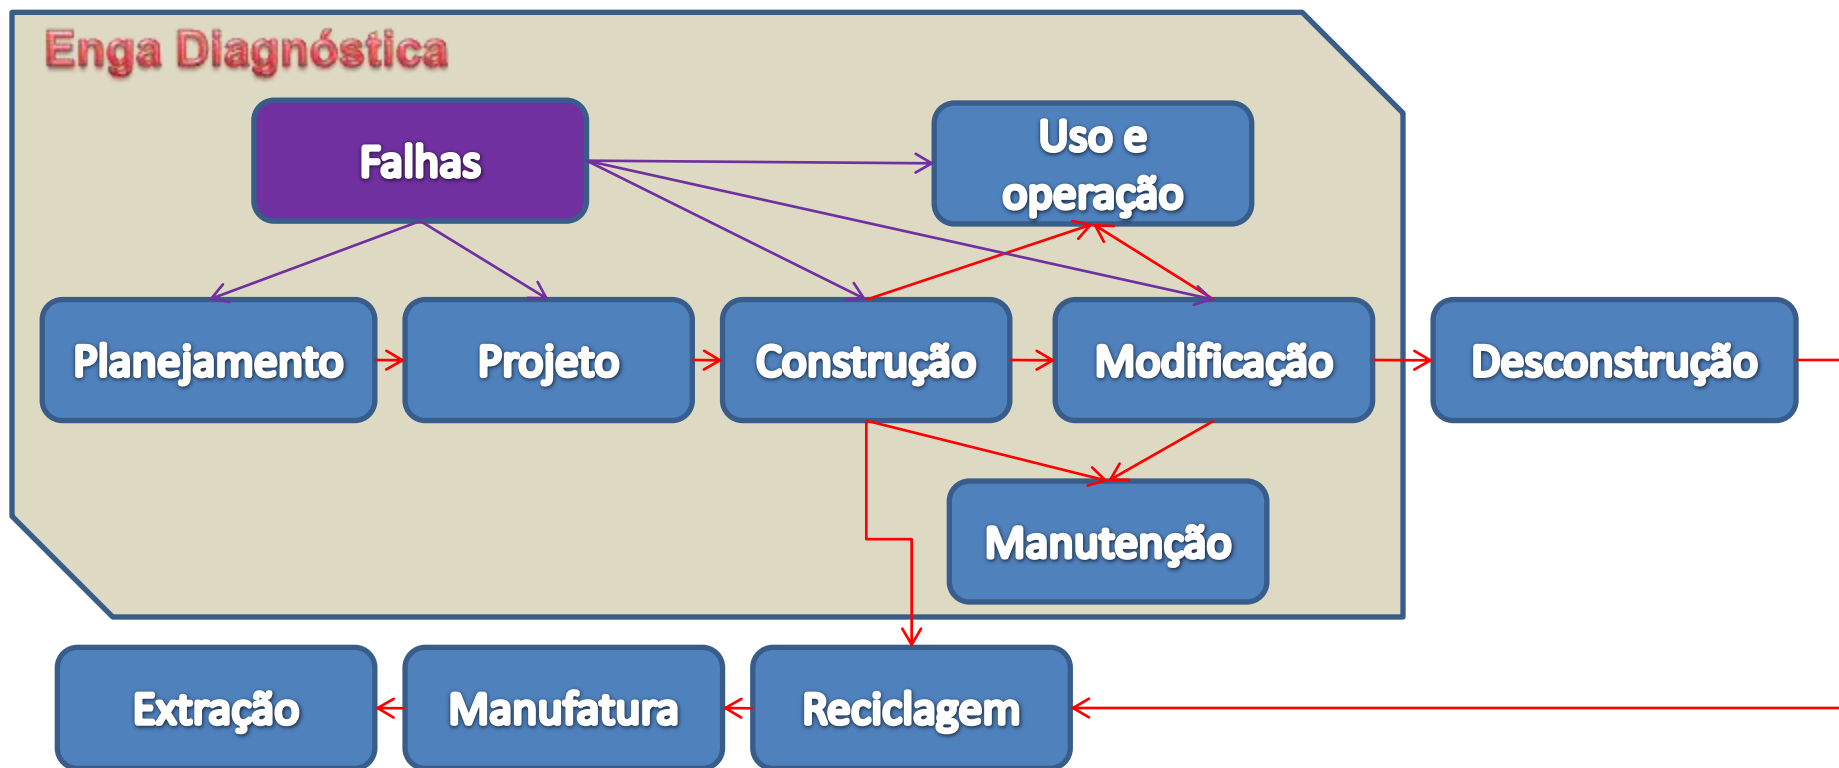 Enga Diagnóstica
Falhas
Uso e
operação
Planejamento
Projeto
Construção
Modificação
Desconstrução
Manutenção
Extração
Manufatura
Reciclagem